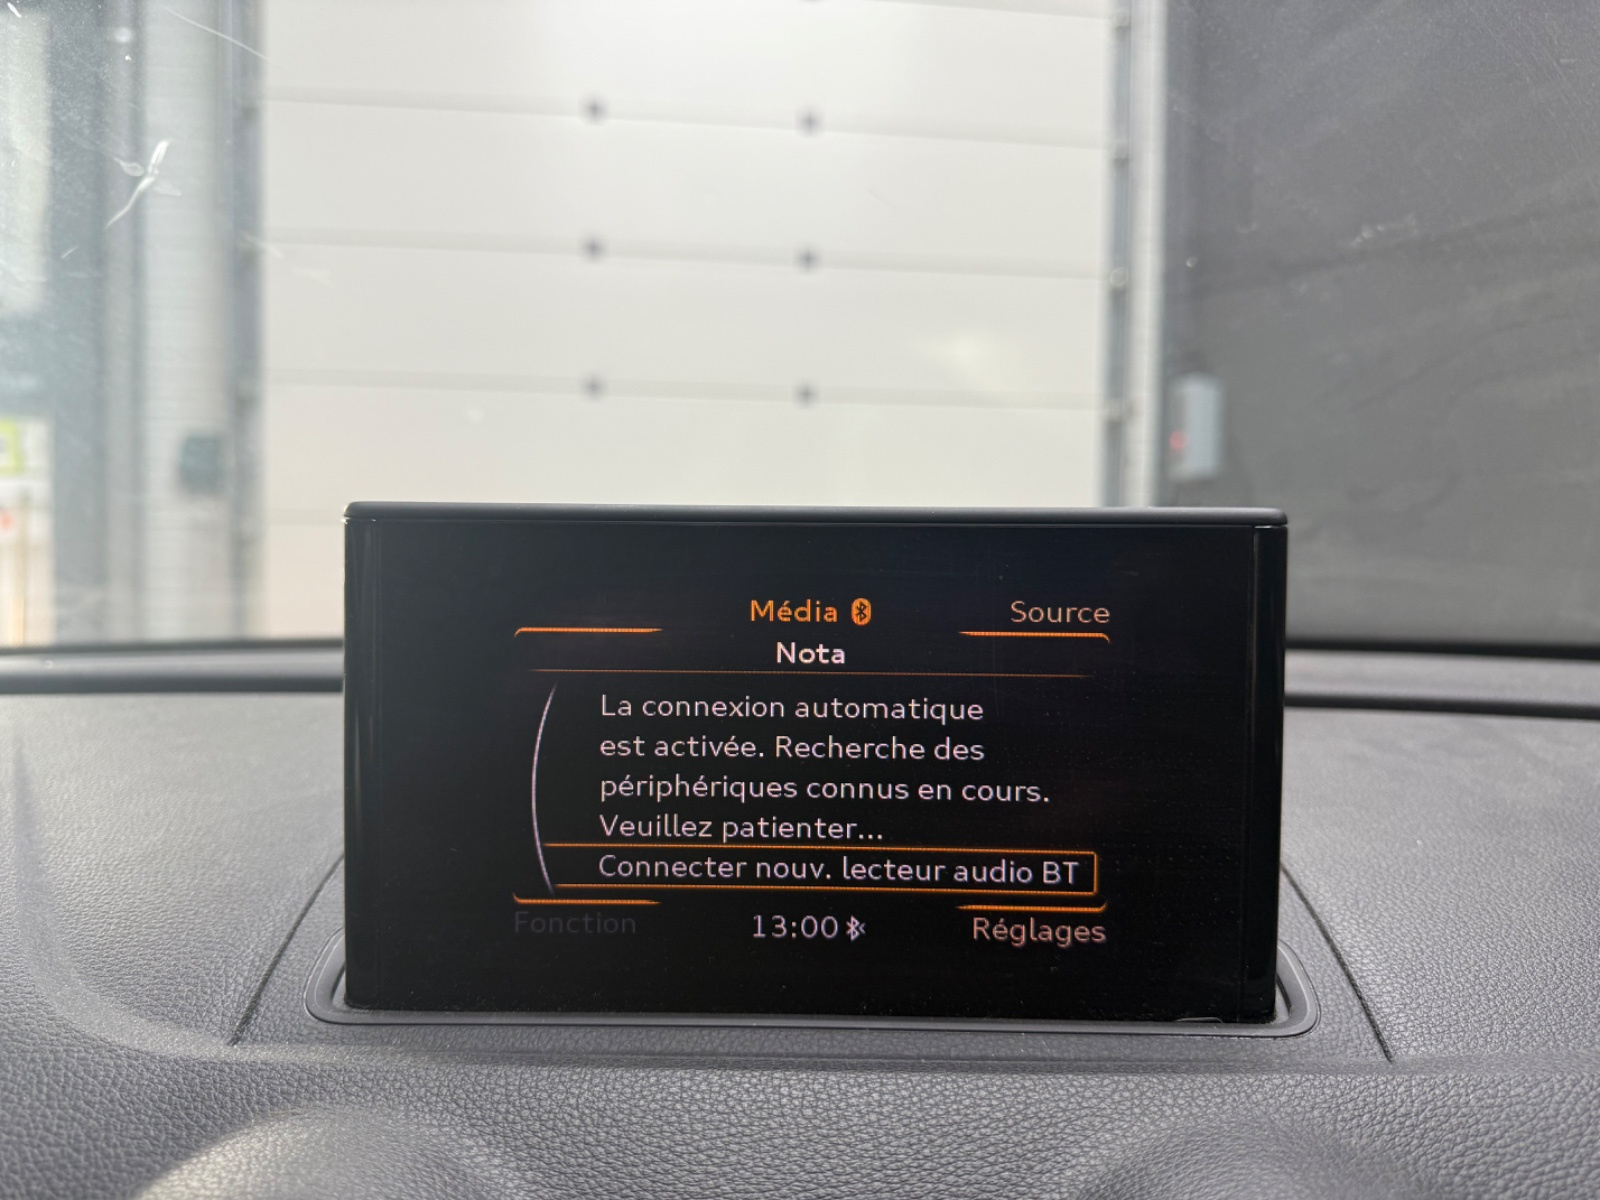 Média
Source
Nota
La connexion automatique
est activée. Recherche des
périphériques connus en cours.
Veuillez patienter...
Connecter nouv. lecteur audio BT
Fonction
13:00
Réglages